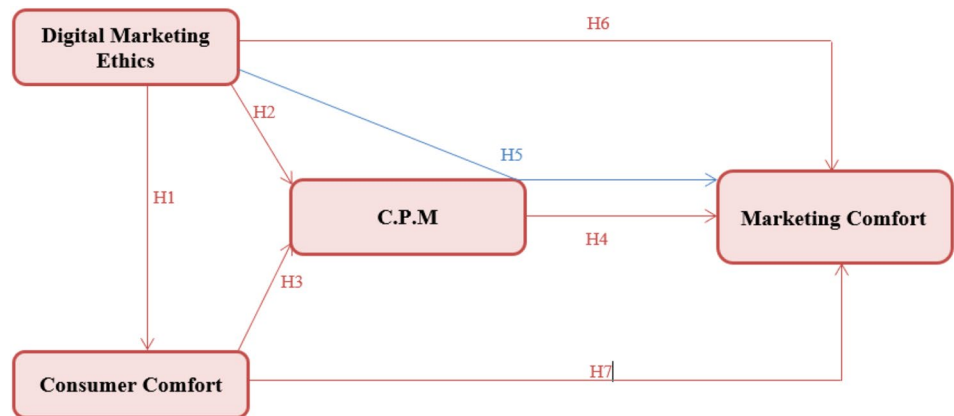 Digital Marketing
Ethics
H6
H2
H5
H1
C.P.M
Marketing Comfort
H4
H3
Consumer Comfort
H7